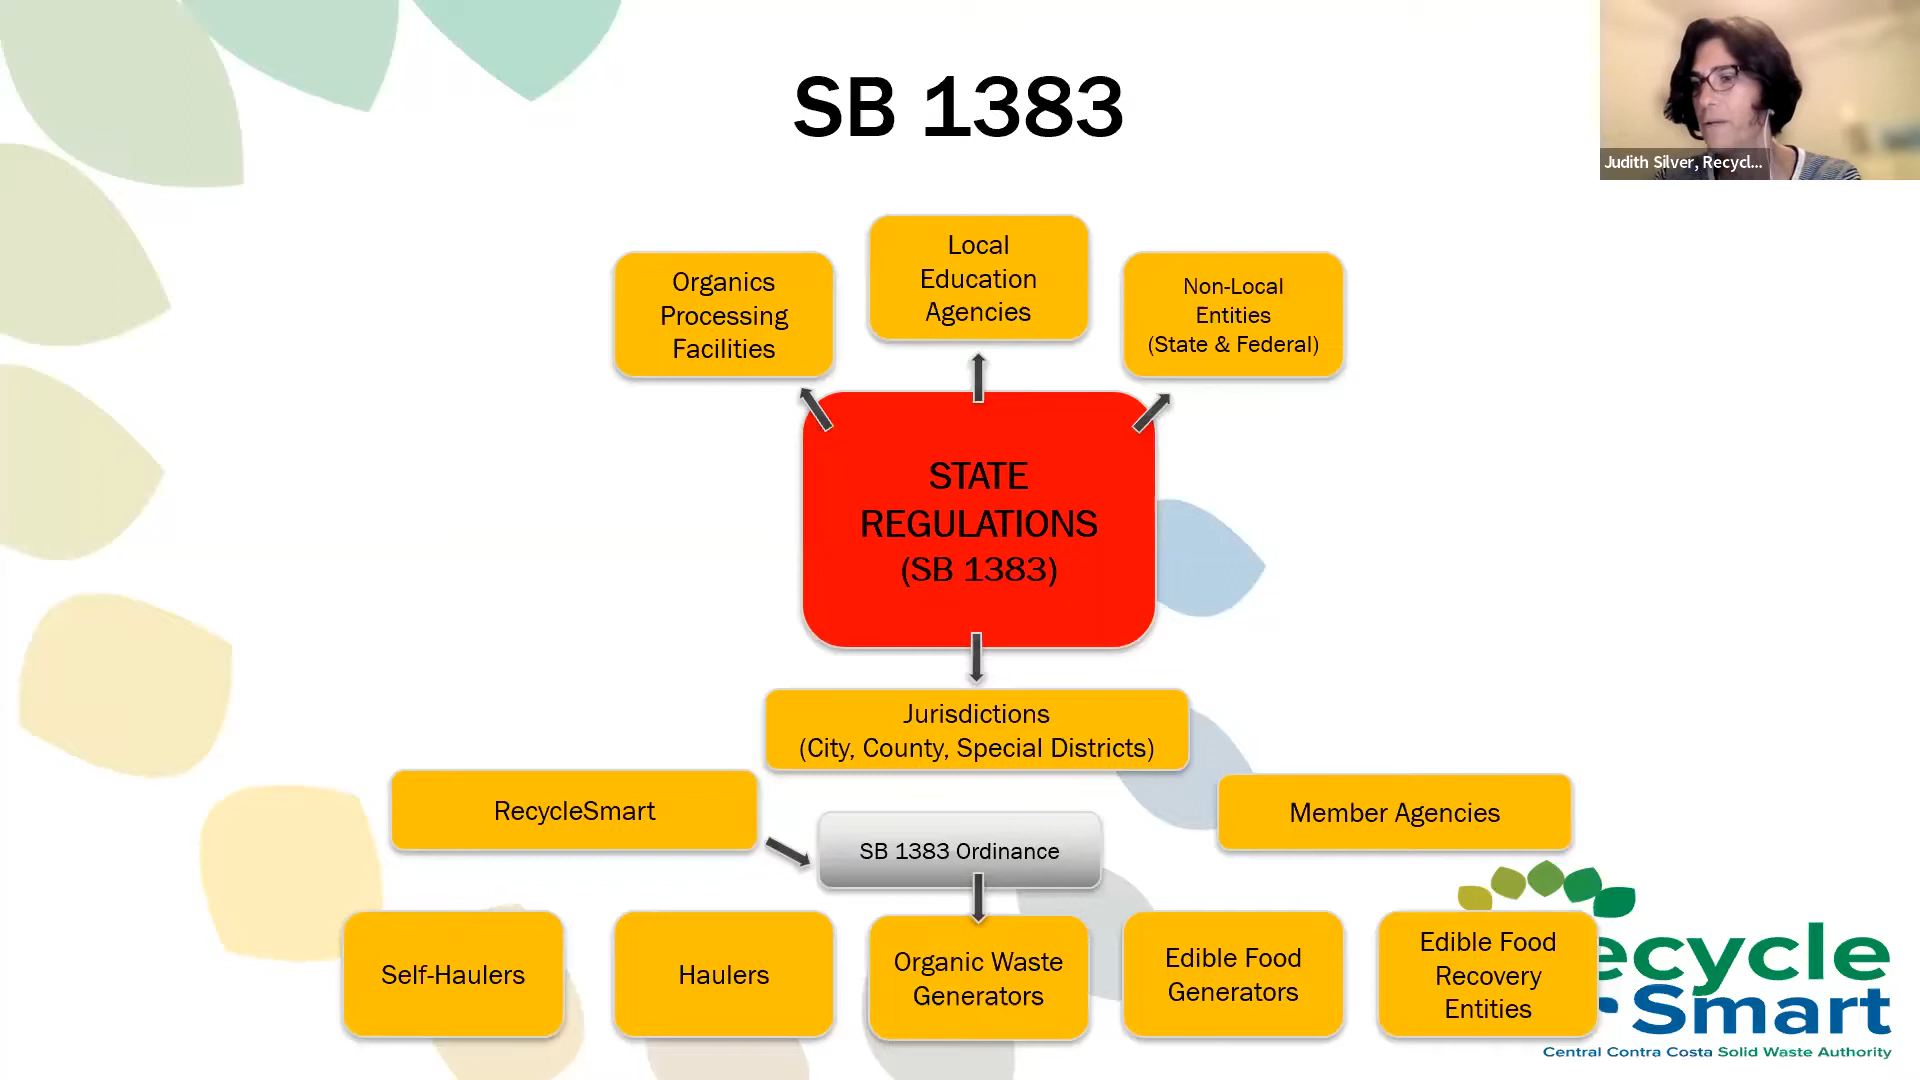 SB 1383
Judith Silver, Recycl...
Local
Education
Agencies
Organics
Processing
Facilities
Non-Local
Entities
(State & Federal)
STATE
REGULATIONS
(SB 1383)
Jurisdictions
(City, County, Special Districts)
RecycleSmart
Member Agencies
SB 1383 Ordinance
Self-Haulers
Haulers
Organic Waste
Generators
Edible Food
Generators
Edible Food
Recovery
Entities
ecycle
Smart
Central Contra Costa Solid Waste Authority